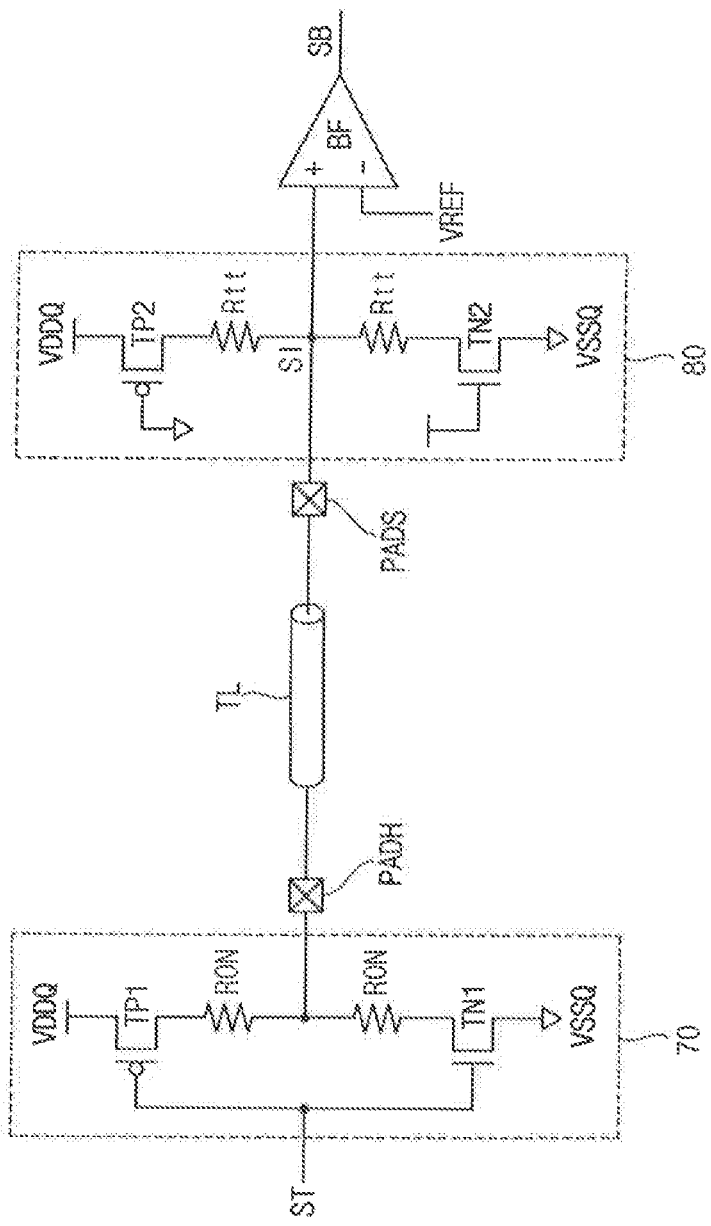 ST
VDDQ
TP1
RON
RON
TN1
VSSQ
70
PADH
TL
PADS
VDDQ
TP2
Rtt
SI
Rtt
TN2
VSSQ
80
+
-
BF
VREF
SB